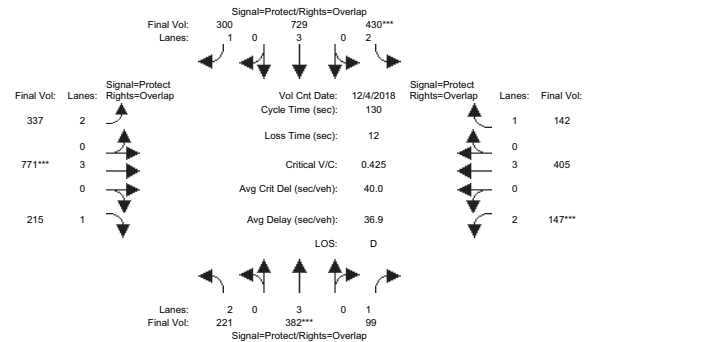 Signal=Protect/Rights=Overlap
Final Vol: 300 729 430***
Lanes: 1 0 3 0 2
Signal=Protect Signal=Protect
Final Vol: Lanes: Rights=Overlap Vol Cnt Date: 12/4/2018 Rights=Overlap Lanes: Final Vol:
Cycle Time (sec): 130
337 2 1 142
Loss Time (sec): 12
0 0
771*** 3 Critical V/C: 0.425 3 405
0 Avg Crit Del (sec/veh): 40.0 0
215 1 Avg Delay (sec/veh): 36.9 2 147***
LOS: D
Lanes: 2 0 3 0 1
Final Vol: 221 382*** 99
Signal=Protect/Rights=Overlap